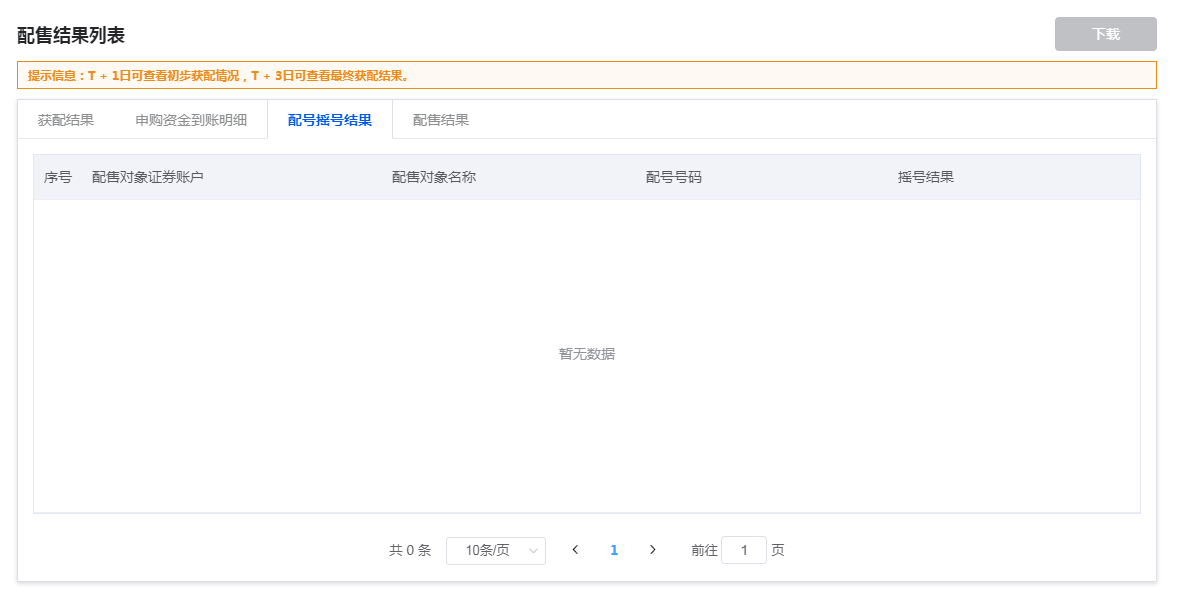 配售结果列表
下载
提示信息：T + 1日可查看初步获配情况，T + 3日可查看最终获配结果。
获配结果 申购资金到账明细 配号摇号结果 配售结果
序号 配售对象证券账户 配售对象名称 配号号码 摇号结果
暂无数据
共 0 条 10条/页 1 前往 1 页